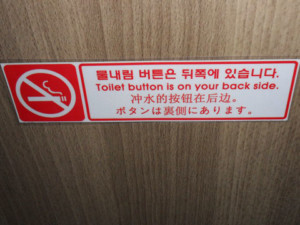 물내림 버튼은 뒤쪽에 있습니다.
Toilet button is on your back side.
冲水的按钮在后边。
ボタンは裏側にあります。